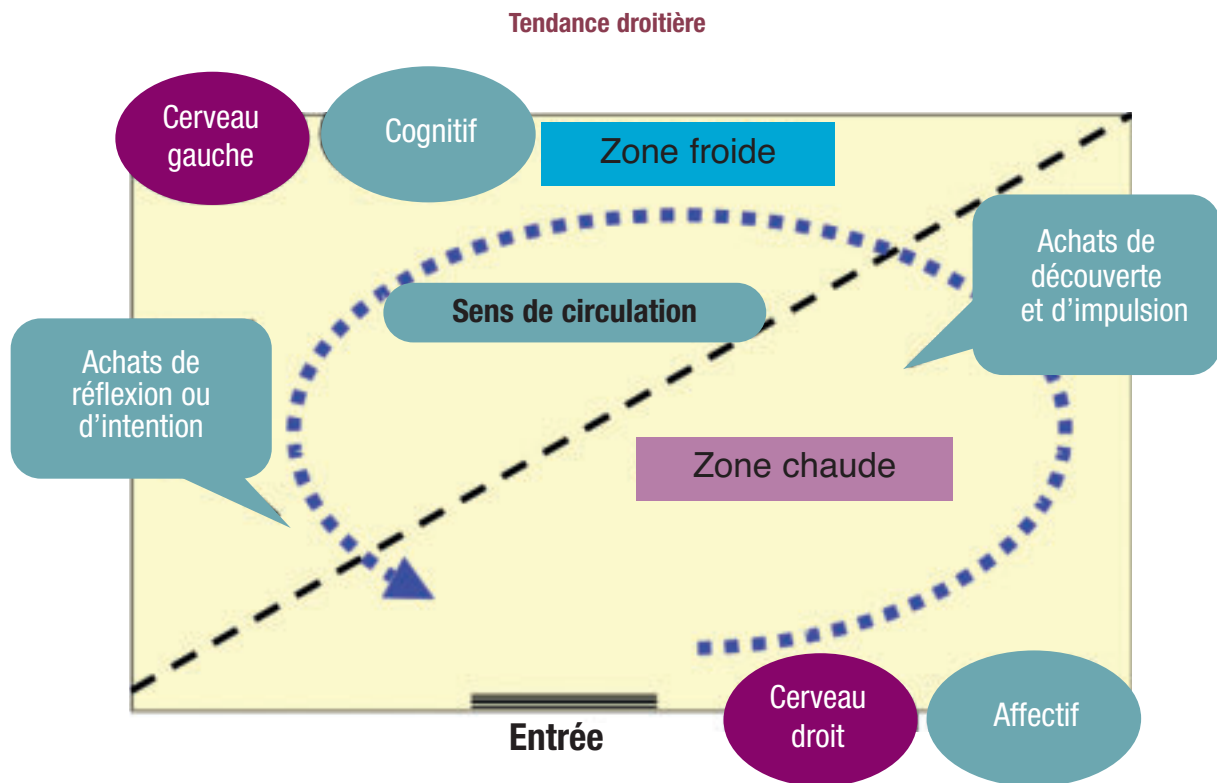 Tendance droitière
Cerveau
gauche
Cognitif
Zone froide
Achats de
découverte
et d’impulsion
Sens de circulation
Achats de
réflexion ou
d’intention
Zone chaude
Entrée
Cerveau
droit
Affectif